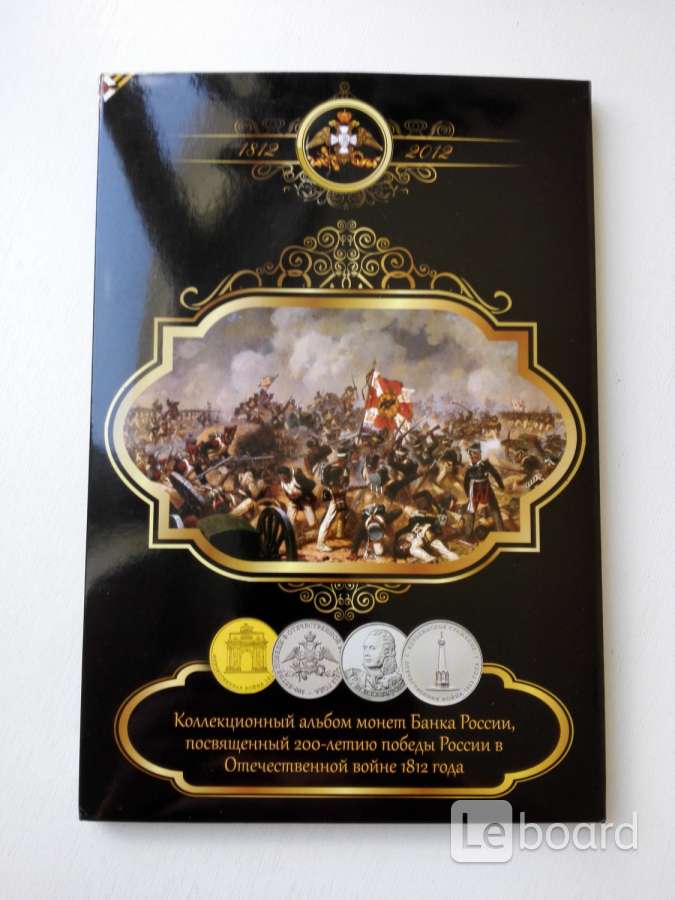 1812 2012
Коллекционный альбом монет Банка России,
посвященный 200-летию победы России в
Отечественной войне 1812 года
Leboard